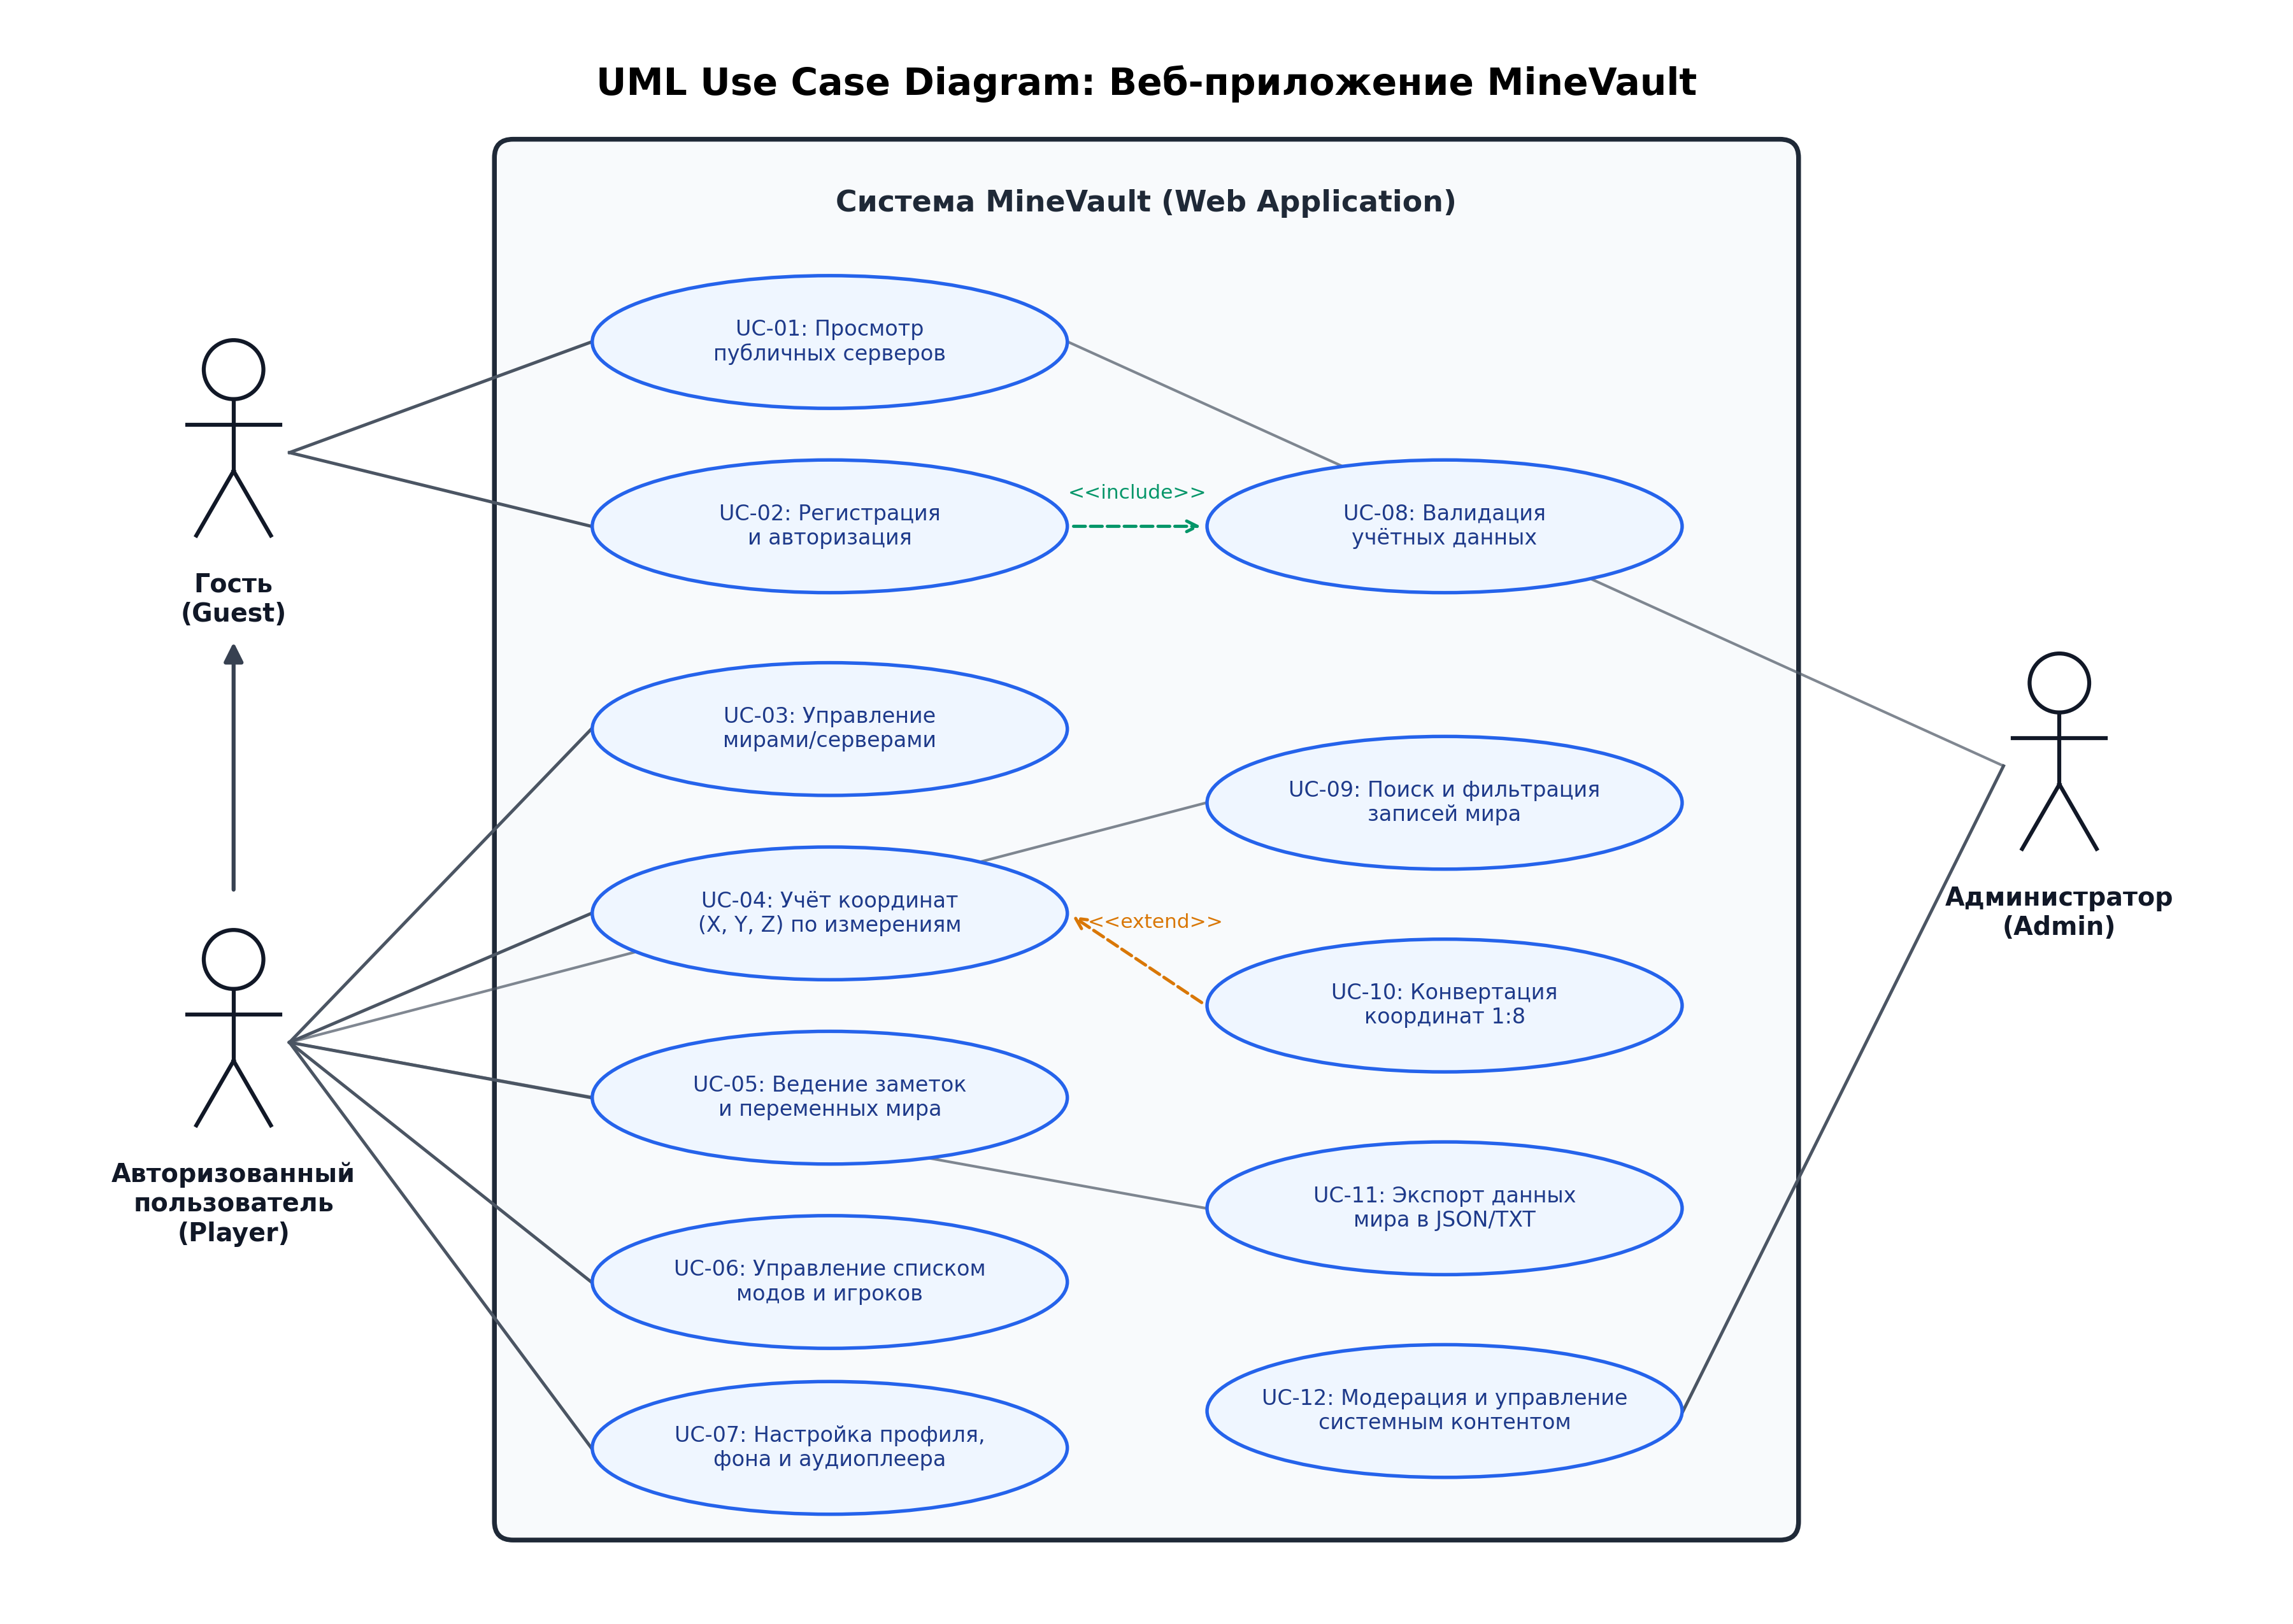 UML Use Case Diagram: Веб-приложение MineVault
Система MineVault (Web Application)
UC-01: Просмотр
публичных серверов
UC-02: Регистрация
и авторизация
<<include>>
UC-08: Валидация
учётных данных
Гость
(Guest)
UC-03: Управление
мирами/серверами
UC-09: Поиск и фильтрация
записей мира
UC-04: Учёт координат
(X, Y, Z) по измерениям
<<extend>>
Администратор
(Admin)
UC-10: Конвертация
координат 1:8
UC-05: Ведение заметок
и переменных мира
Авторизованный
пользователь
(Player)
UC-11: Экспорт данных
мира в JSON/TXT
UC-06: Управление списком
модов и игроков
UC-12: Модерация и управление
системным контентом
UC-07: Настройка профиля,
фона и аудиоплеера